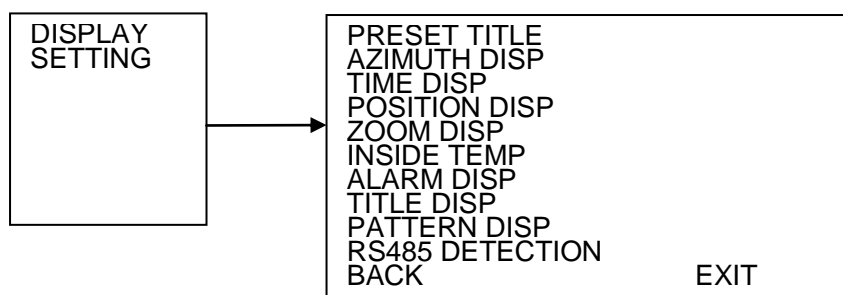 DISPLAY
SETTING
PRESET TITLE
AZIMUTH DISP
TIME DISP
POSITION DISP
ZOOM DISP
INSIDE TEMP
ALARM DISP
TITLE DISP
PATTERN DISP
RS485 DETECTION
BACK EXIT